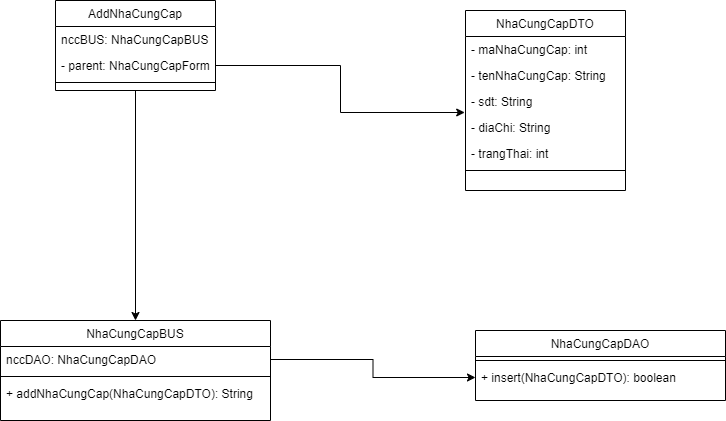 AddNhaCungCap
nccBUS: NhaCungCapBUS
- parent: NhaCungCapForm
NhaCungCapDTO
- maNhaCungCap: int
- tenNhaCungCap: String
- sdt: String
- diaChi: String
- trangThai: int
NhaCungCapBUS
nccDAO: NhaCungCapDAO
+ addNhaCungCap(NhaCungCapDTO): String
NhaCungCapDAO
+ insert(NhaCungCapDTO): boolean